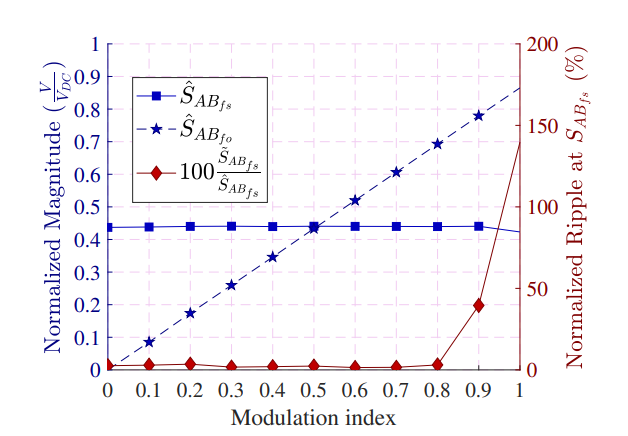 Normalized Magnitude (V/V_DC)
1
0.9
0.8
0.7
0.6
0.5
0.4
0.3
0.2
0.1
0
Ŝ_AB_fs
Ŝ_AB_fo
100 S̃_AB_fs/Ŝ_AB_fs
200
150
100
50
0
Normalized Ripple at S_AB_fs (%)
0 0.1 0.2 0.3 0.4 0.5 0.6 0.7 0.8 0.9 1
Modulation index